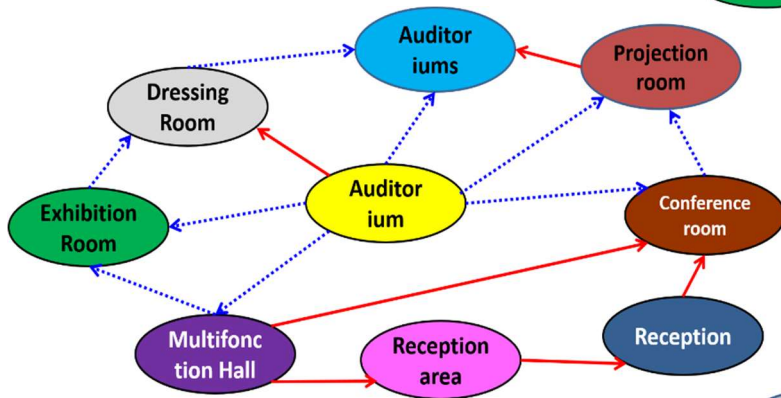 Auditor
iums
Projection
room
Dressing
Room
Auditor
ium
Exhibition
Room
Conference
room
Multifonc
tion Hall
Reception
area
Reception